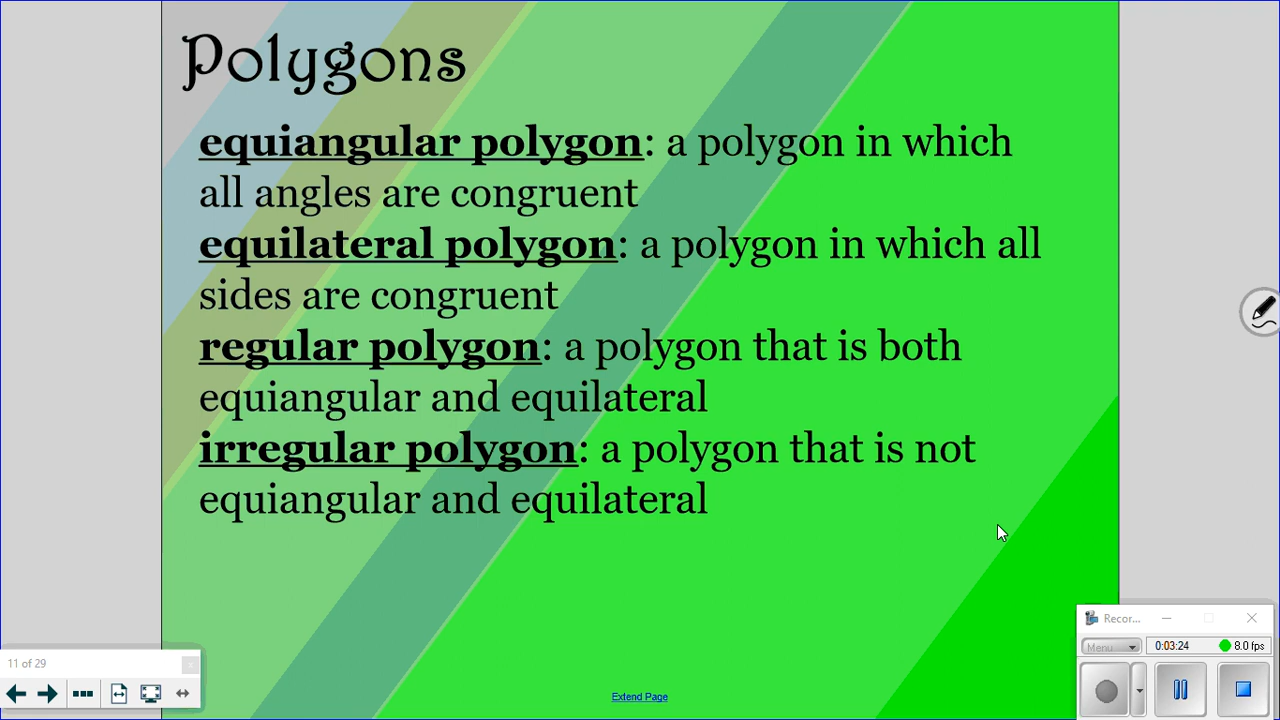 Polygons
equiangular polygon: a polygon in which
all angles are congruent
equilateral polygon: a polygon in which all
sides are congruent
regular polygon: a polygon that is both
equiangular and equilateral
irregular polygon: a polygon that is not
equiangular and equilateral
Recor...
Menu 0:03:24 8.0 fps
11 of 29
Extend Page